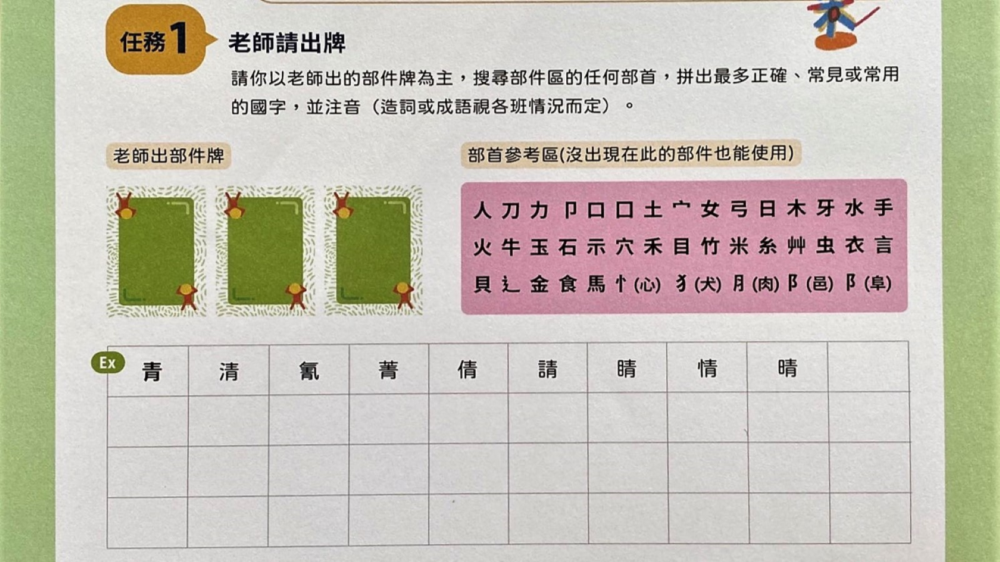 任務1 老師請出牌
請你以老師出的部件牌為主，搜尋部件區的任何部首，拼出最多正確、常見或常用
的國字，並注音（造詞或成語視各班情況而定）。
老師出部件牌
部首參考區(沒出現在此的部件也能使用)
人 刀 力 卩 口 囗 土 宀 女 弓 日 木 牙 水 手
火 牛 玉 石 示 穴 禾 目 竹 米 糸 艸 虫 衣 言
貝 辶 金 食 馬 忄(心) 犭(犬) 月(肉) 阝(邑) 阝(阜)
Ex 青 清 氰 菁 倩 請 睛 情 晴